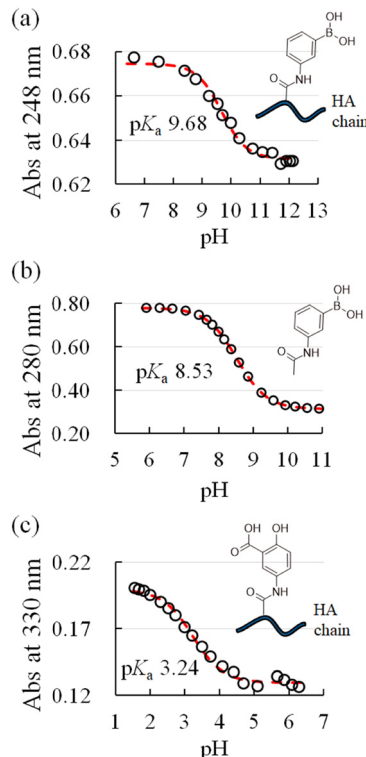 (a)
Abs at 248 nm
0.68
0.66
0.64
0.62
pKa 9.68
OH
B
OH
NH
O
HA
chain
6 7 8 9 10 11 12 13
pH
(b)
Abs at 280 nm
0.80
0.60
0.40
0.20
pKa 8.53
OH
B
OH
NH
O
5 6 7 8 9 10 11
pH
(c)
Abs at 330 nm
0.22
0.17
0.12
pKa 3.24
OH OH
O
NH
O
HA
chain
1 2 3 4 5 6 7
pH